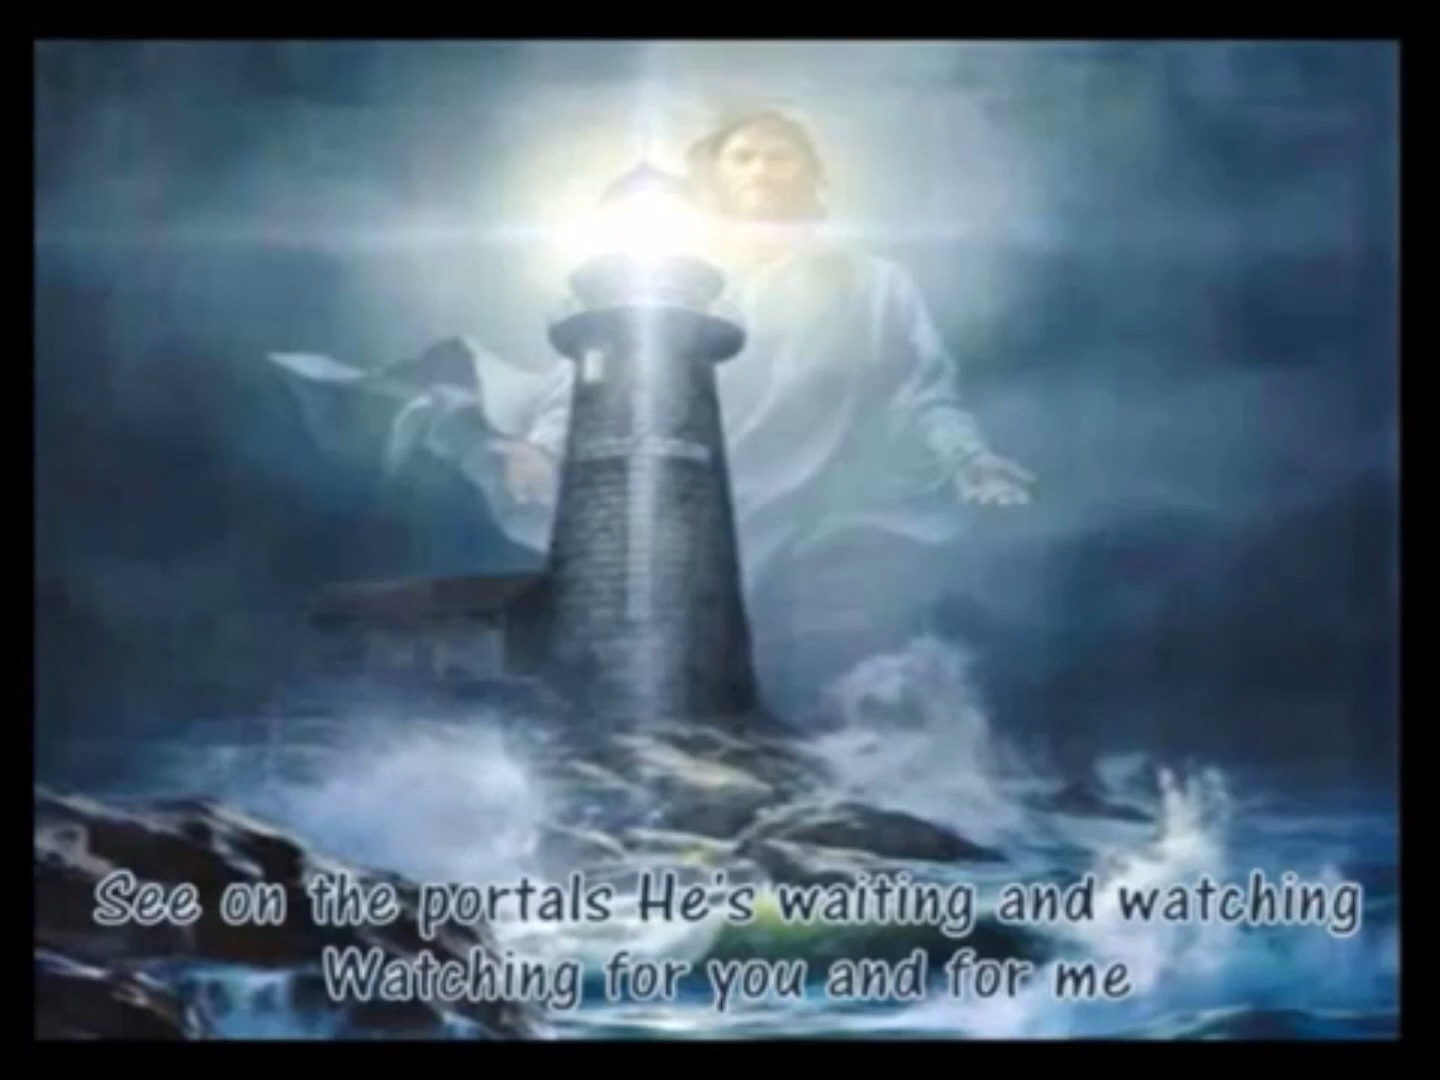 See on the portals He's waiting and watching
Watching for you and for me